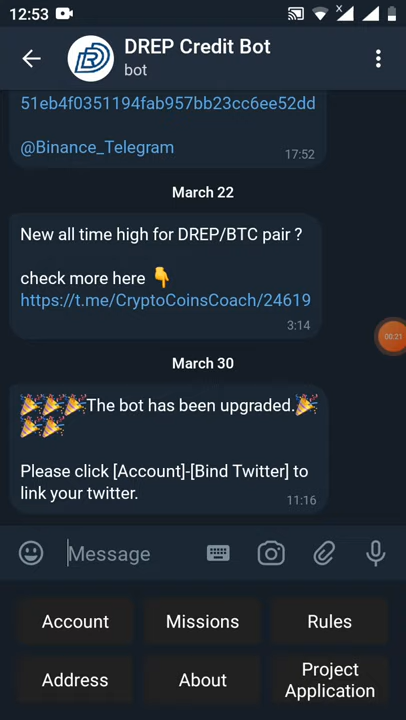 12:53
DREP Credit Bot
bot
51eb4f0351194fab957bb23cc6ee52dd
@Binance_Telegram
17:52
March 22
New all time high for DREP/BTC pair ?
check more here 👇
https://t.me/CryptoCoinsCoach/24619
3:14
March 30
🎉🎉🎉The bot has been upgraded.🎉
🎉🎉
Please click [Account]-[Bind Twitter] to
link your twitter.
11:16
00:21
Message
Account
Missions
Rules
Address
About
Project
Application